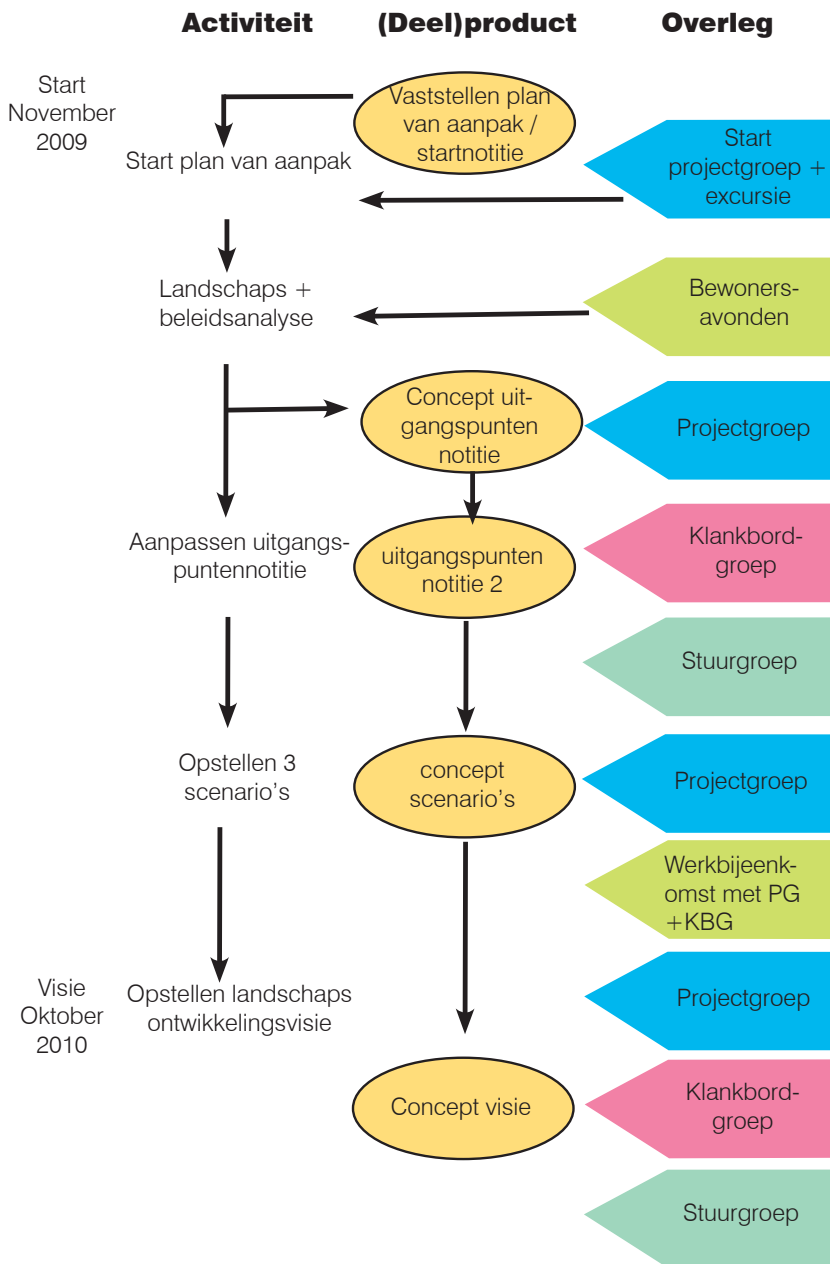 Activiteit
(Deel)product
Overleg
Start
November
2009
Vaststellen plan
van aanpak /
startnotitie
Start plan van aanpak
Start
projectgroep +
excursie
Landschaps +
beleidsanalyse
Bewoners-
avonden
Concept uit-
gangspunten
notitie
Projectgroep
Aanpassen uitgangs-
puntennotitie
uitgangspunten
notitie 2
Klankbord-
groep
Stuurgroep
Opstellen 3
scenario's
concept
scenario's
Projectgroep
Werkbijeenk-
omst met PG
+KBG
Visie
Oktober
2010
Opstellen landschaps
ontwikkelingsvisie
Projectgroep
Concept visie
Klankbord-
groep
Stuurgroep